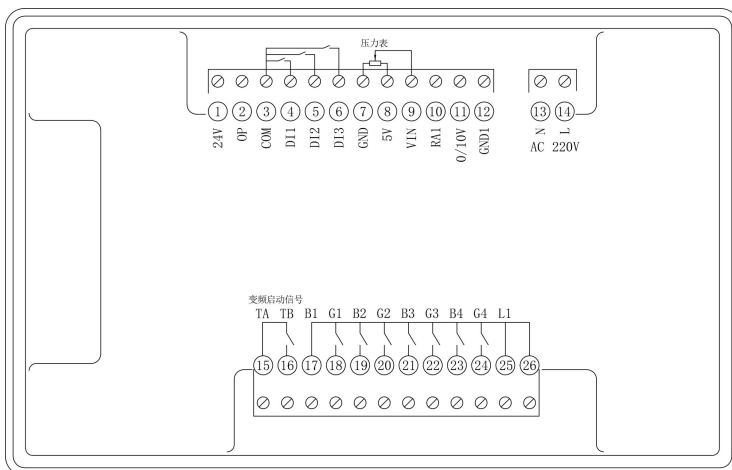 压力表
1 2 3 4 5 6 7 8 9 10 11 12 13 14
24V OP COM DI1 DI2 DI3 GND 5V VIN RA1 0/10V GND1 N L
AC 220V
变频启动信号
TA TB B1 G1 B2 G2 B3 G3 B4 G4 L1
15 16 17 18 19 20 21 22 23 24 25 26